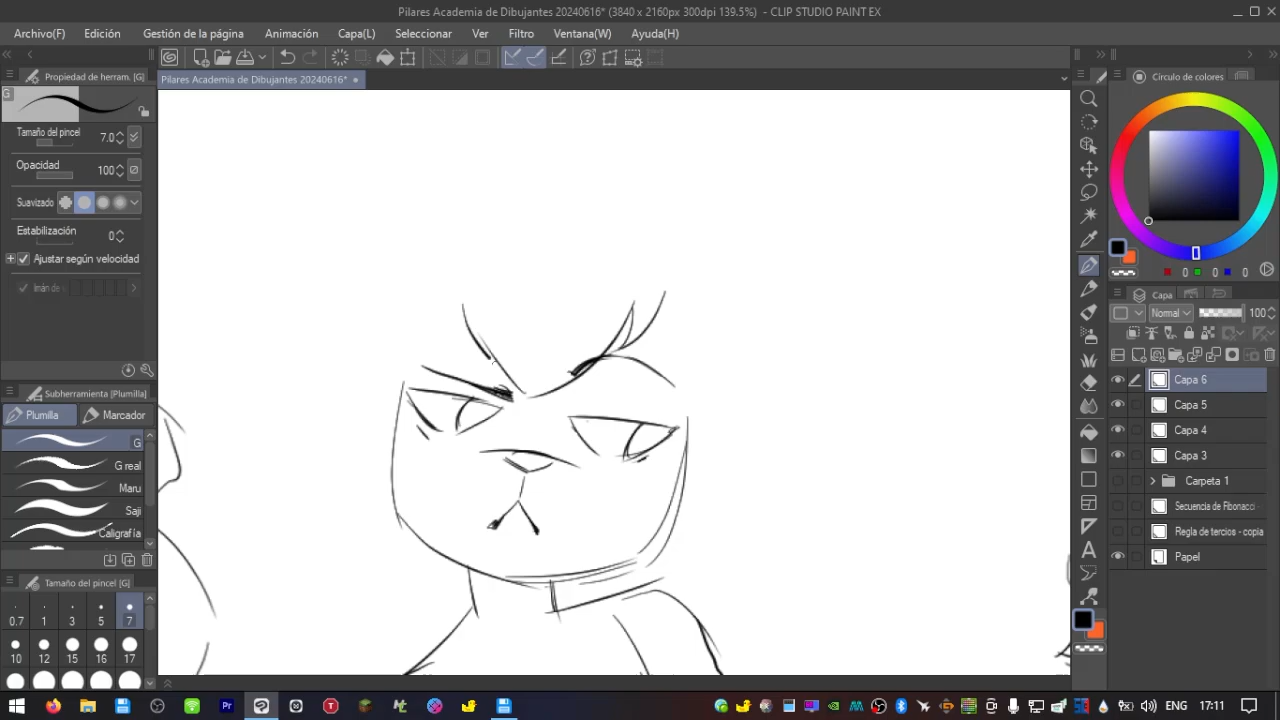 Pilares Academia de Dibujantes 20240616* (3840 x 2160px 300dpi 139.5%)  - CLIP STUDIO PAINT EX
Archivo(F) Edición Gestión de la página Animación Capa(L) Seleccionar Ver Filtro Ventana(W) Ayuda(H)
Propiedad de herram. [G]
Pilares Academia de Dibujantes 20240616*
Círculo de colores
G
Tamaño del pincel 7.0
Opacidad 100
Suavizado
Estabilización 0
Ajustar según velocidad
0 0 0
Capa
Normal 100
Subherramienta [Plumilla]
Plumilla Marcador
G
G real
Maru
Saji
Caligrafía
Capa 6
Capa 5
Capa 4
Capa 3
Carpeta 1
Secuencia de Fibonacci
Regla de tercios - copia
Papel
Tamaño del pincel [G]
0.7 1 3 5 7
10 12 15 16 17
17:11